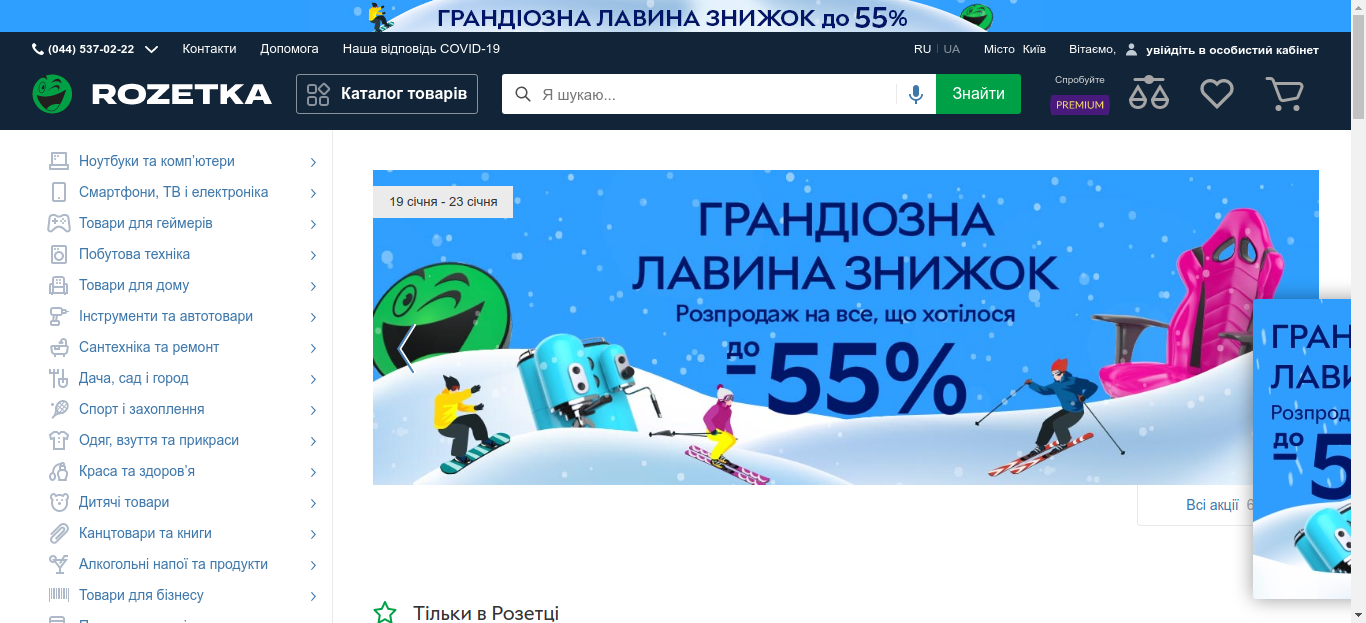 ГРАНДІОЗНА ЛАВИНА ЗНИЖОК до 55%
(044) 537-02-22 Контакти Допомога Наша відповідь COVID-19 RU UA Місто Київ Вітаємо, увійдіть в особистий кабінет
ROZETKA Каталог товарів Я шукаю... Знайти
Спробуйте
PREMIUM
Ноутбуки та комп'ютери
Смартфони, ТВ і електроніка
Товари для геймерів
Побутова техніка
Товари для дому
Інструменти та автотовари
Сантехніка та ремонт
Дача, сад і город
Спорт і захоплення
Одяг, взуття та прикраси
Краса та здоров'я
Дитячі товари
Канцтовари та книги
Алкогольні напої та продукти
Товари для бізнесу
19 січня - 23 січня
ГРАНДІОЗНА
ЛАВИНА ЗНИЖОК
Розпродаж на все, що хотілося
до
-55%
Всі акції
ГРАН
ЛАВИ
Розпрод
до
-5
Тільки в Розетці